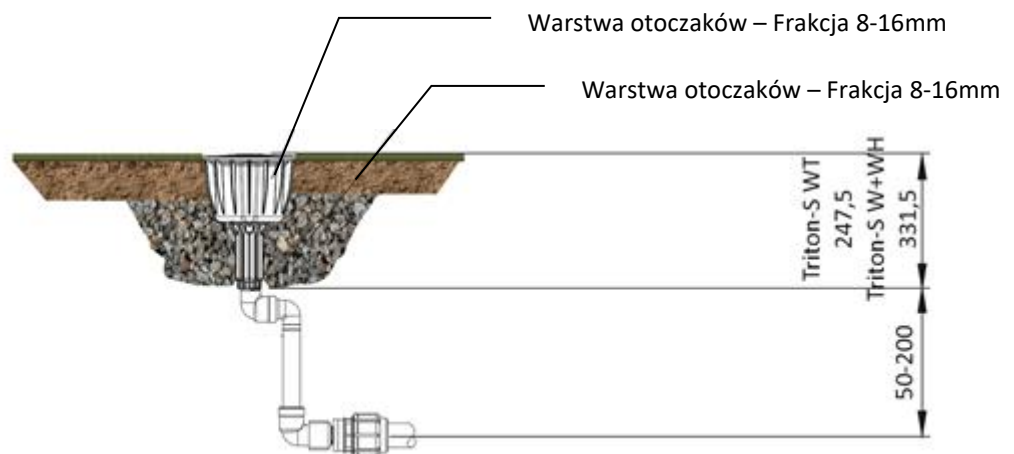 Warstwa otoczaków – Frakcja 8-16mm
Warstwa otoczaków – Frakcja 8-16mm
Triton-S WT
247,5
Triton-S W+WH
331,5
50-200